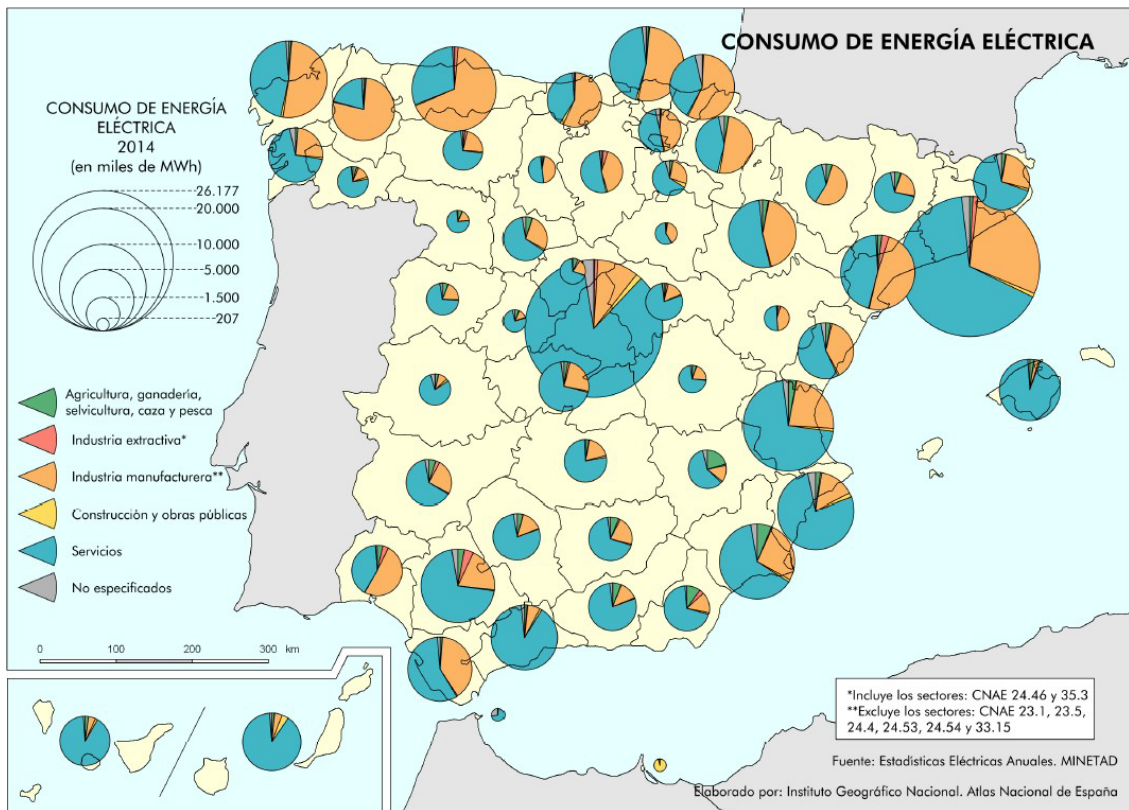 CONSUMO DE ENERGÍA ELÉCTRICA
CONSUMO DE ENERGÍA
ELÉCTRICA
2014
(en miles de MWh)
26.177
20.000
10.000
5.000
1.500
207
Agricultura, ganadería,
selvicultura, caza y pesca
Industria extractiva*
Industria manufacturera**
Construcción y obras públicas
Servicios
No especificados
0 100 200 300 km
*Incluye los sectores: CNAE 24.46 y 35.3
**Excluye los sectores: CNAE 23.1, 23.5,
24.4, 24.53, 24.54 y 33.15
Fuente: Estadísticas Eléctricas Anuales. MINETAD
Elaborado por: Instituto Geográfico Nacional. Atlas Nacional de España